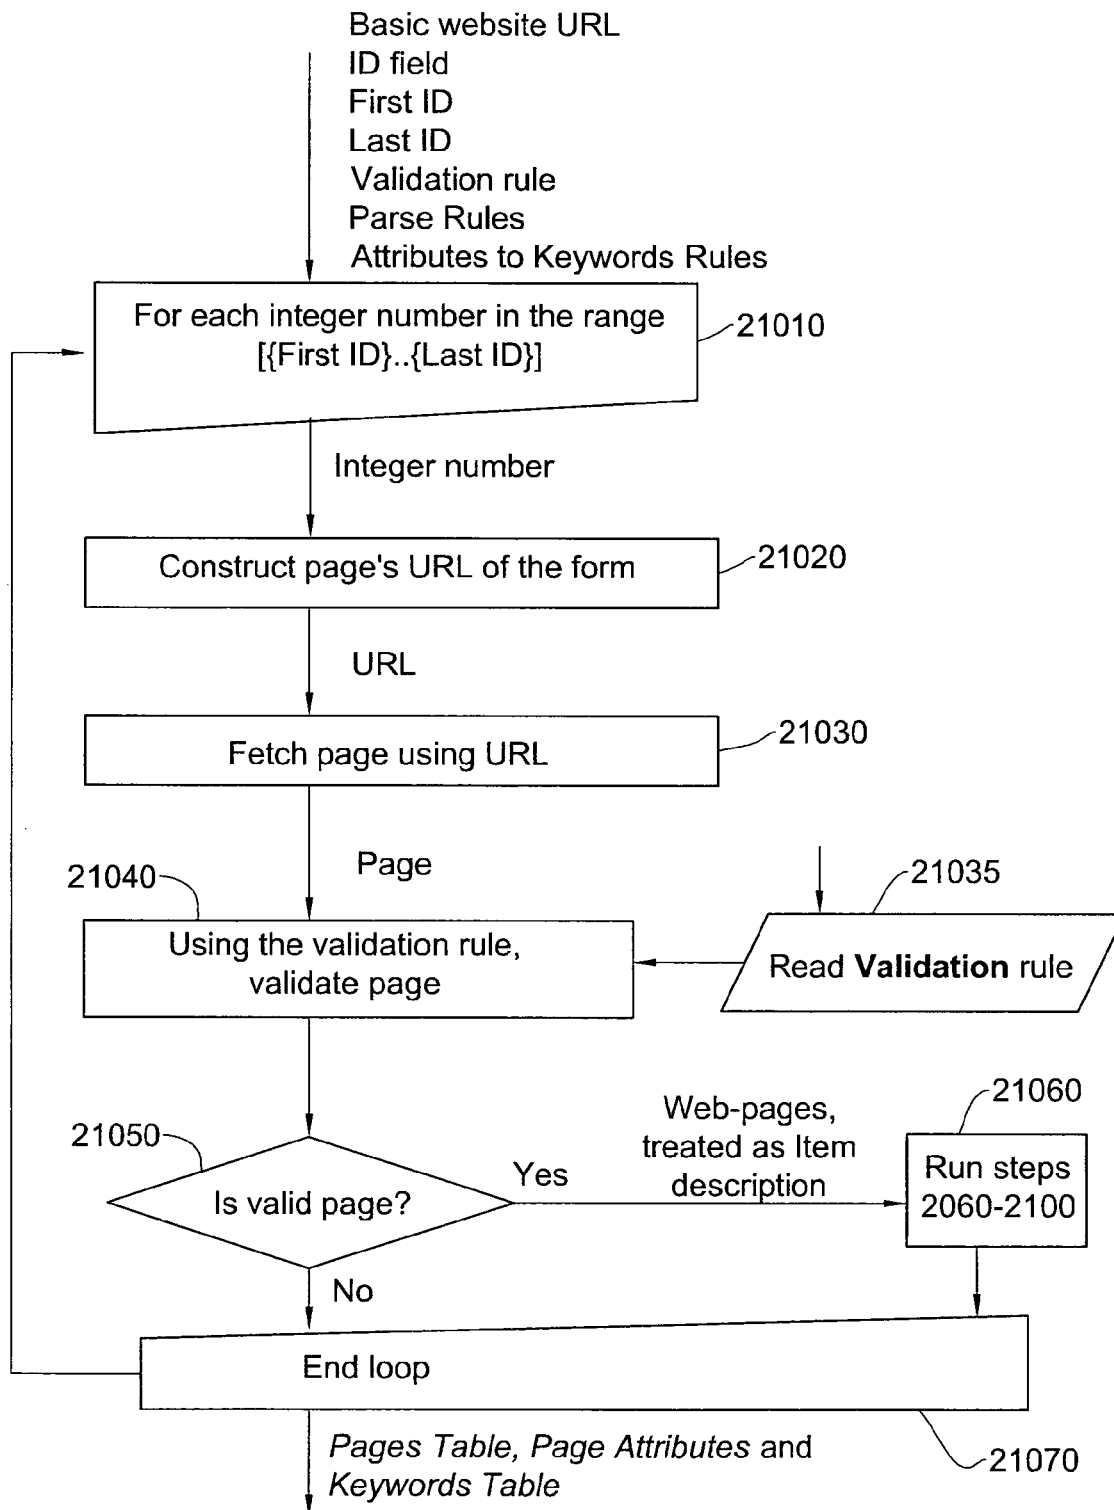 Basic website URL
ID field
First ID
Last ID
Validation rule
Parse Rules
Attributes to Keywords Rules
For each integer number in the range
[{First ID}..{Last ID}]
21010
Integer number
Construct page's URL of the form
21020
URL
Fetch page using URL
21030
Page
21040
21035
Using the validation rule,
validate page
Read Validation rule
21050
Is valid page?
Yes
Web-pages,
treated as Item
description
21060
Run steps
2060-2100
No
End loop
21070
Pages Table, Page Attributes and
Keywords Table